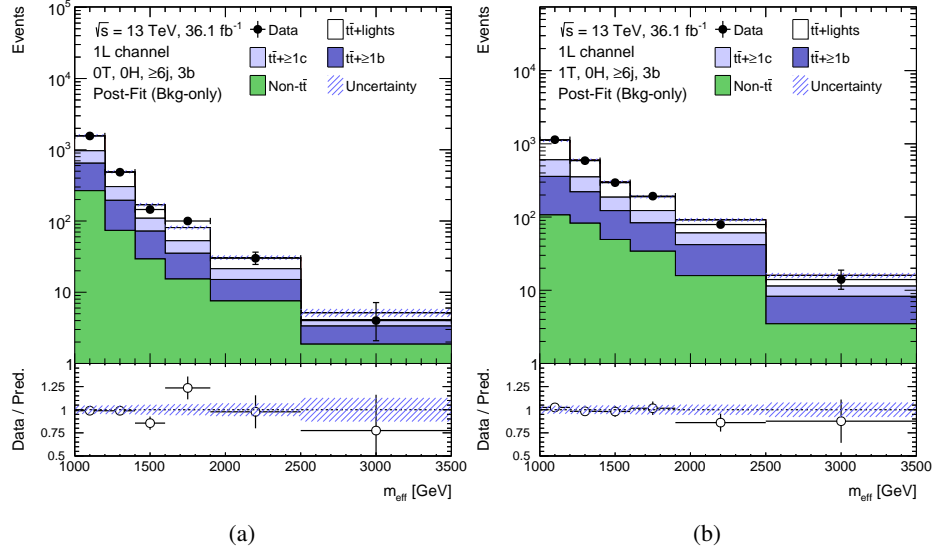 Events
10⁵
10⁴
10³
10²
10
1
√s = 13 TeV, 36.1 fb⁻¹
1L channel
0T, 0H, ≥6j, 3b
Post-Fit (Bkg-only)
Data
tt̄+lights
tt̄+≥1c
tt̄+≥1b
Non-tt̄
Uncertainty
Data / Pred.
1.25
1
0.75
0.5
1000 1500 2000 2500 3000 3500
m_eff [GeV]
(a)
Events
10⁵
10⁴
10³
10²
10
1
√s = 13 TeV, 36.1 fb⁻¹
1L channel
1T, 0H, ≥6j, 3b
Post-Fit (Bkg-only)
Data
tt̄+lights
tt̄+≥1c
tt̄+≥1b
Non-tt̄
Uncertainty
Data / Pred.
1.25
1
0.75
0.5
1000 1500 2000 2500 3000 3500
m_eff [GeV]
(b)